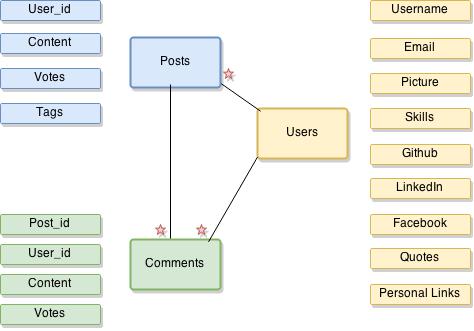 User_id
Content
Votes
Tags
Posts
Users
Comments
Post_id
User_id
Content
Votes
Username
Email
Picture
Skills
Github
LinkedIn
Facebook
Quotes
Personal Links